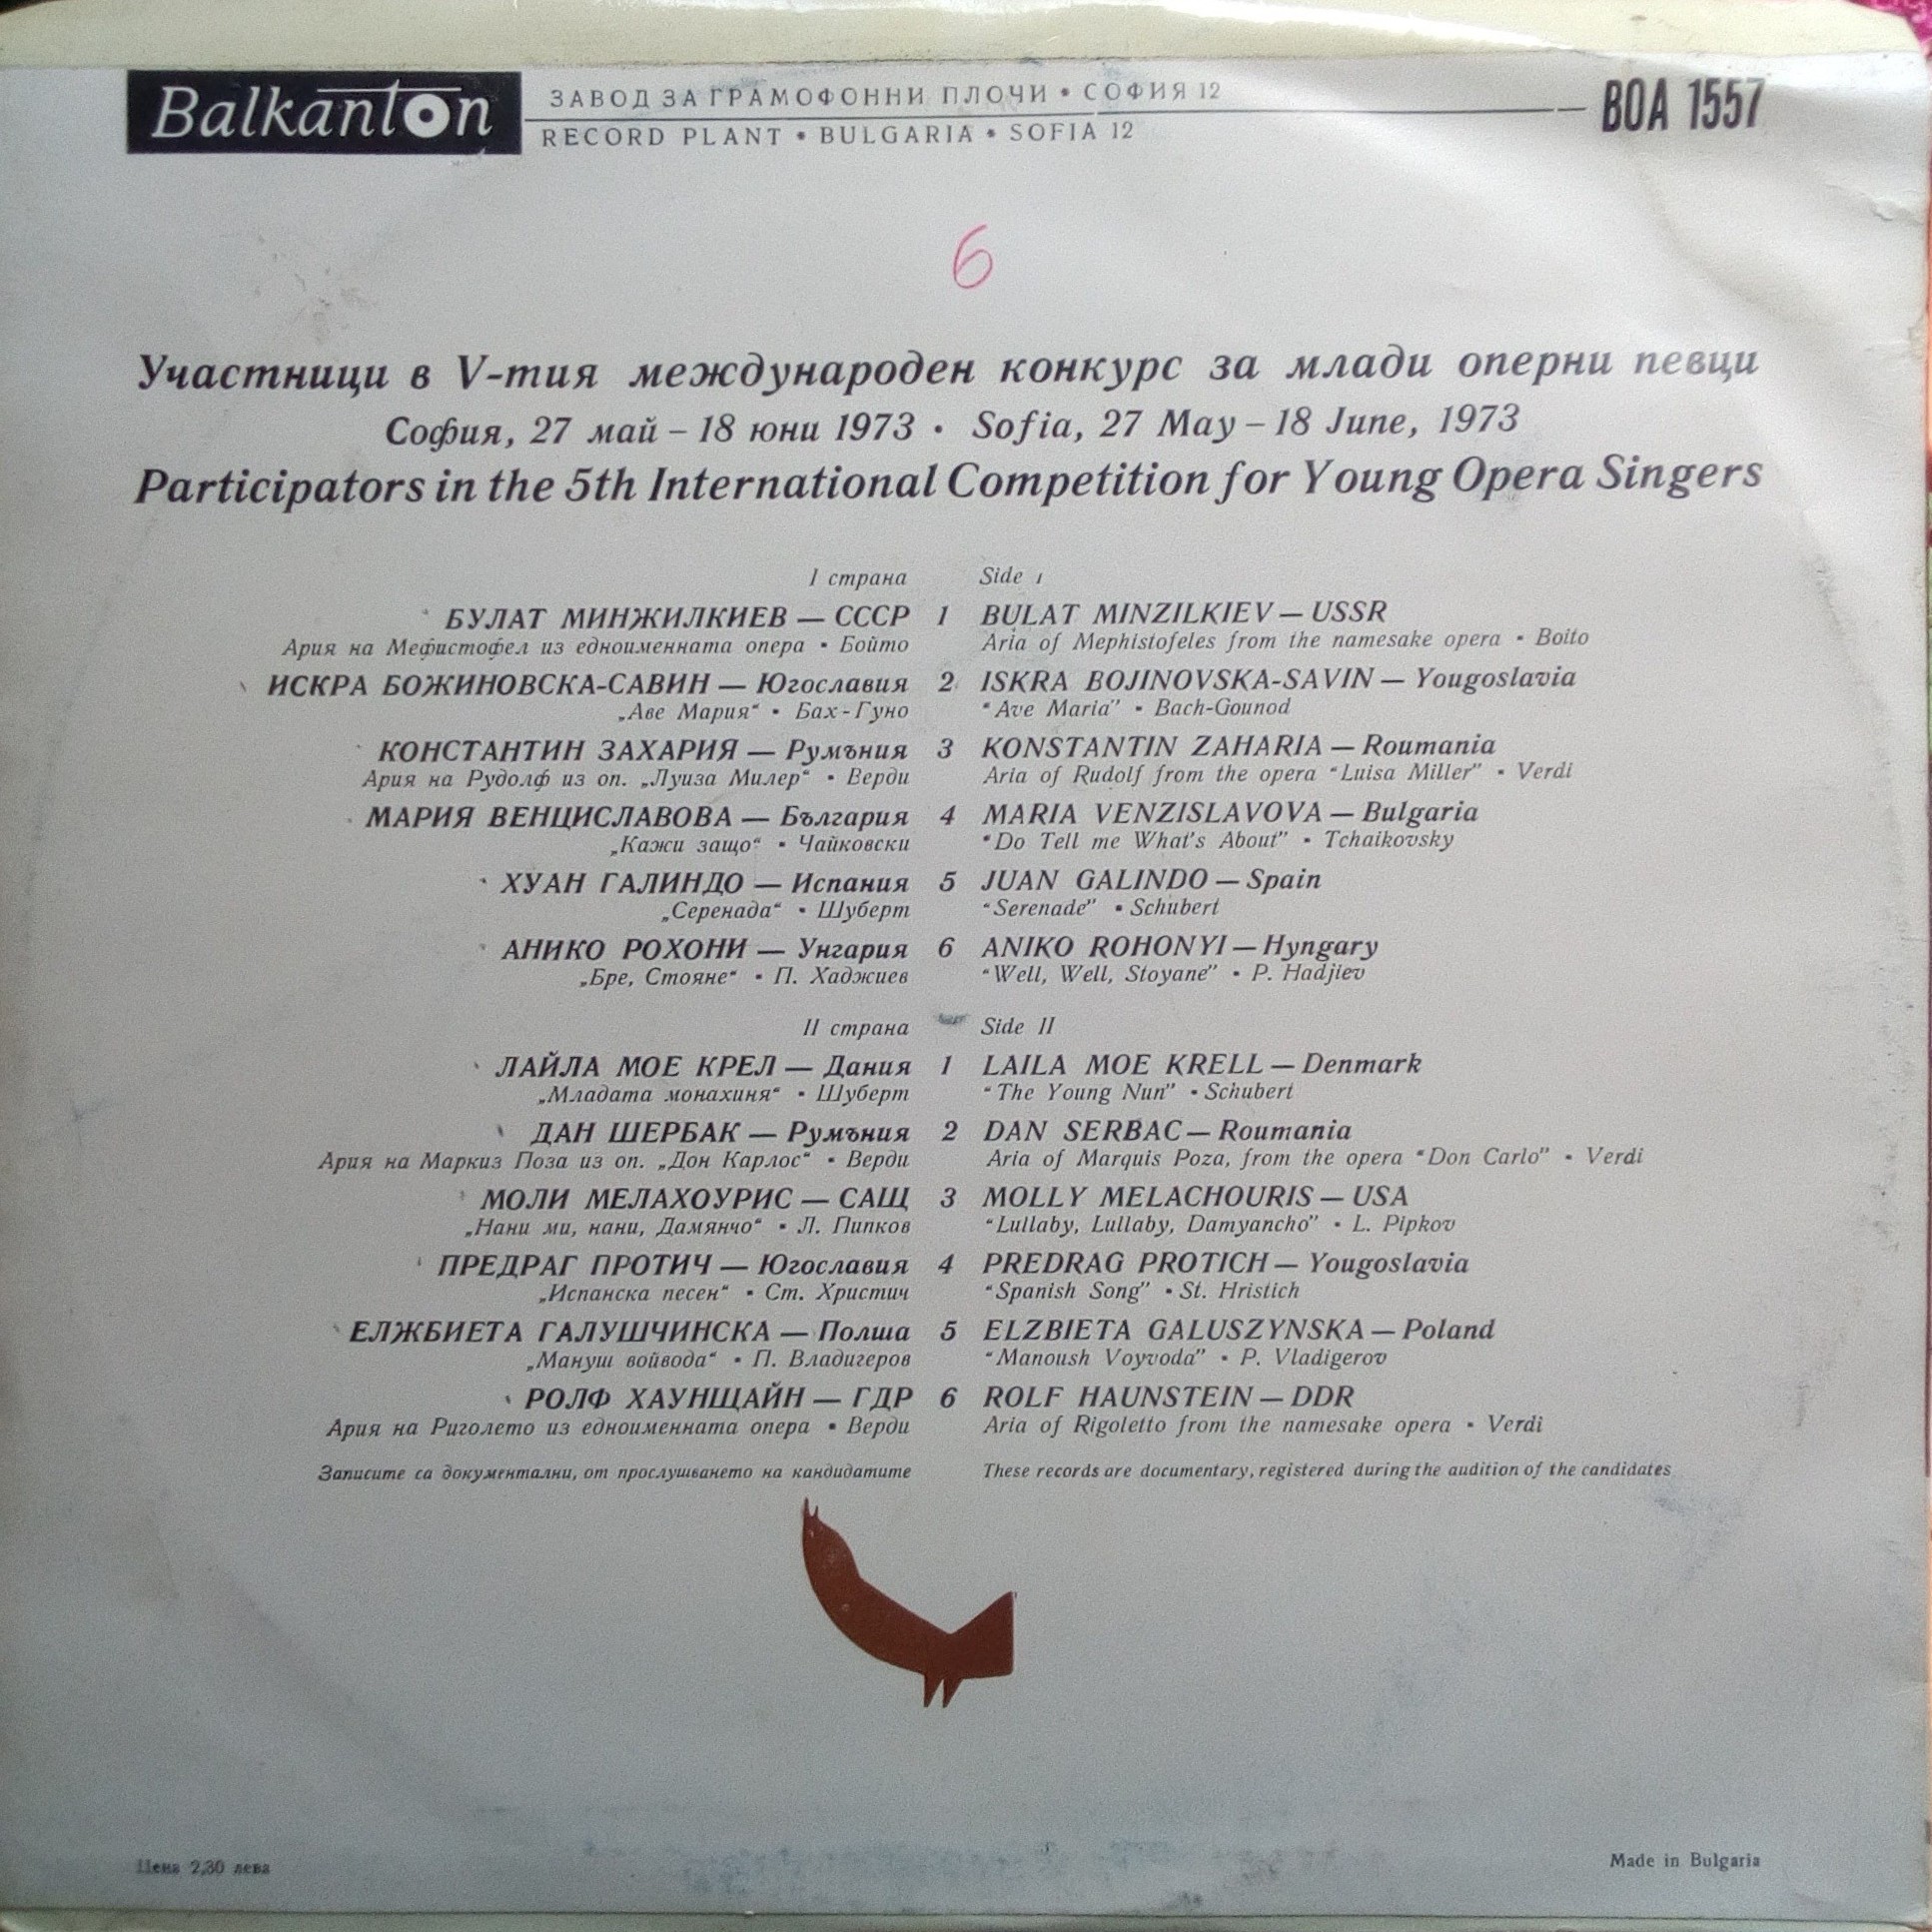 Balkanton
ЗАВОД ЗА ГРАМОФОННИ ПЛОЧИ • СОФИЯ 12
RECORD PLANT • BULGARIA • SOFIA 12
ВОА 1557
6
Участници в V-тия международен конкурс за млади оперни певци
София, 27 май – 18 юни 1973 • Sofia, 27 May – 18 June, 1973
Participators in the 5th International Competition for Young Opera Singers
I страна Side I
БУЛАТ МИНЖИЛКИЕВ — СССР 1 BULAT MINZILKIEV — USSR
Ария на Мефистофел из едноименната опера • Бойто Aria of Mephistofeles from the namesake opera • Boito
ИСКРА БОЖИНОВСКА-САВИН — Югославия 2 ISKRA BOJINOVSKA-SAVIN — Yougoslavia
„Аве Мария“ • Бах-Гуно “Ave Maria” • Bach-Gounod
КОНСТАНТИН ЗАХАРИЯ — Румъния 3 KONSTANTIN ZAHARIA — Roumania
Ария на Рудолф из оп. „Луиза Милер“ • Верди Aria of Rudolf from the opera “Luisa Miller” • Verdi
МАРИЯ ВЕНЦИСЛАВОВА — България 4 MARIA VENZISLAVOVA — Bulgaria
„Кажи защо“ • Чайковски “Do Tell me What's About” • Tchaikovsky
ХУАН ГАЛИНДО — Испания 5 JUAN GALINDO — Spain
„Серенада“ • Шуберт “Serenade” • Schubert
АНИКО РОХОНИ — Унгария 6 ANIKO ROHONYI — Hyngary
„Бре, Стояне“ • П. Хаджиев “Well, Well, Stoyane” • P. Hadjiev
II страна Side II
ЛАЙЛА МОЕ КРЕЛ — Дания 1 LAILA MOE KRELL — Denmark
„Младата монахиня“ • Шуберт “The Young Nun” • Schubert
ДАН ШЕРБАК — Румъния 2 DAN SERBAC — Roumania
Ария на Маркиз Поза из оп. „Дон Карлос“ • Верди Aria of Marquis Poza, from the opera “Don Carlo” • Verdi
МОЛИ МЕЛАХОУРИС — САЩ 3 MOLLY MELACHOURIS — USA
„Нани ми, нани, Дамянчо“ • Л. Пипков “Lullaby, Lullaby, Damyancho” • L. Pipkov
ПРЕДРАГ ПРОТИЧ — Югославия 4 PREDRAG PROTICH — Yougoslavia
„Испанска песен“ • Ст. Христич “Spanish Song” • St. Hristich
ЕЛЖБИЕТА ГАЛУШЧИНСКА — Полша 5 ELZBIETA GALUSZYNSKA — Poland
„Мануш войвода“ • П. Владигеров “Manoush Voyvoda” • P. Vladigerov
РОЛФ ХАУНЩАЙН — ГДР 6 ROLF HAUNSTEIN — DDR
Ария на Риголето из едноименната опера • Верди Aria of Rigoletto from the namesake opera • Verdi
Записите са документални, от прослушването на кандидатите These records are documentary, registered during the audition of the candidates
Цена 2,30 лева Made in Bulgaria